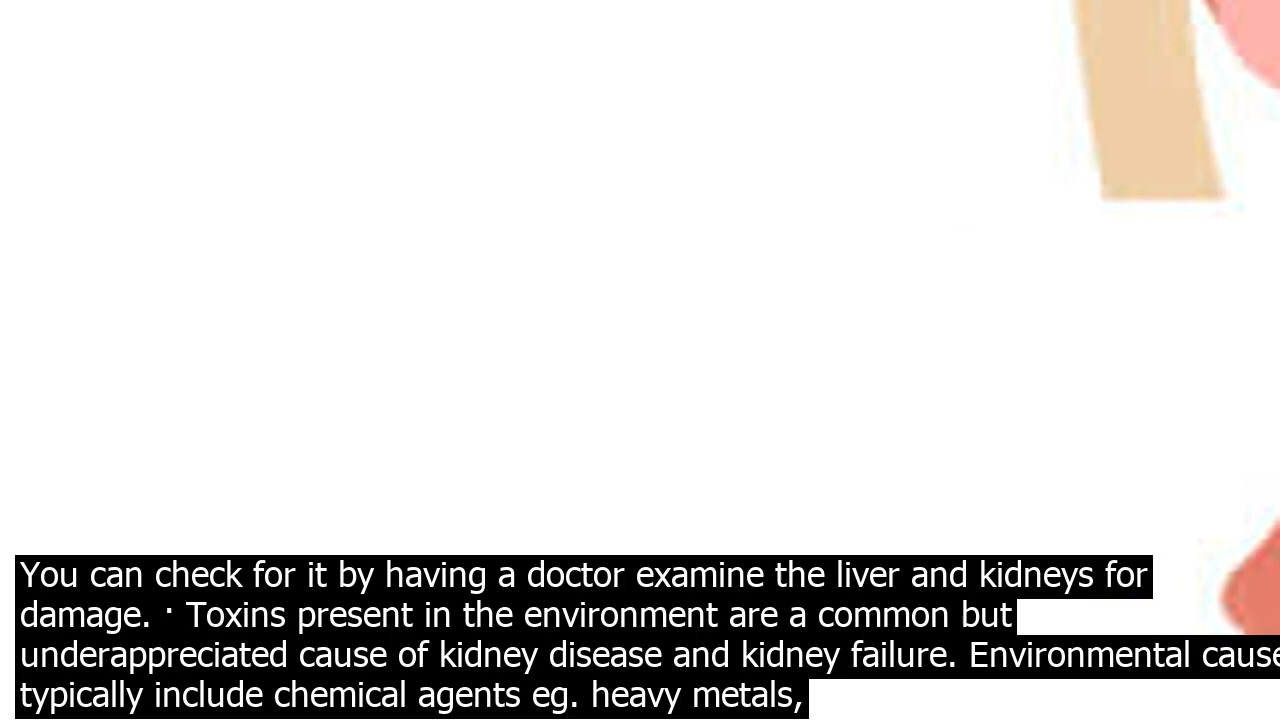 You can check for it by having a doctor examine the liver and kidneys for
damage. · Toxins present in the environment are a common but
underappreciated cause of kidney disease and kidney failure. Environmental cause
typically include chemical agents eg. heavy metals,